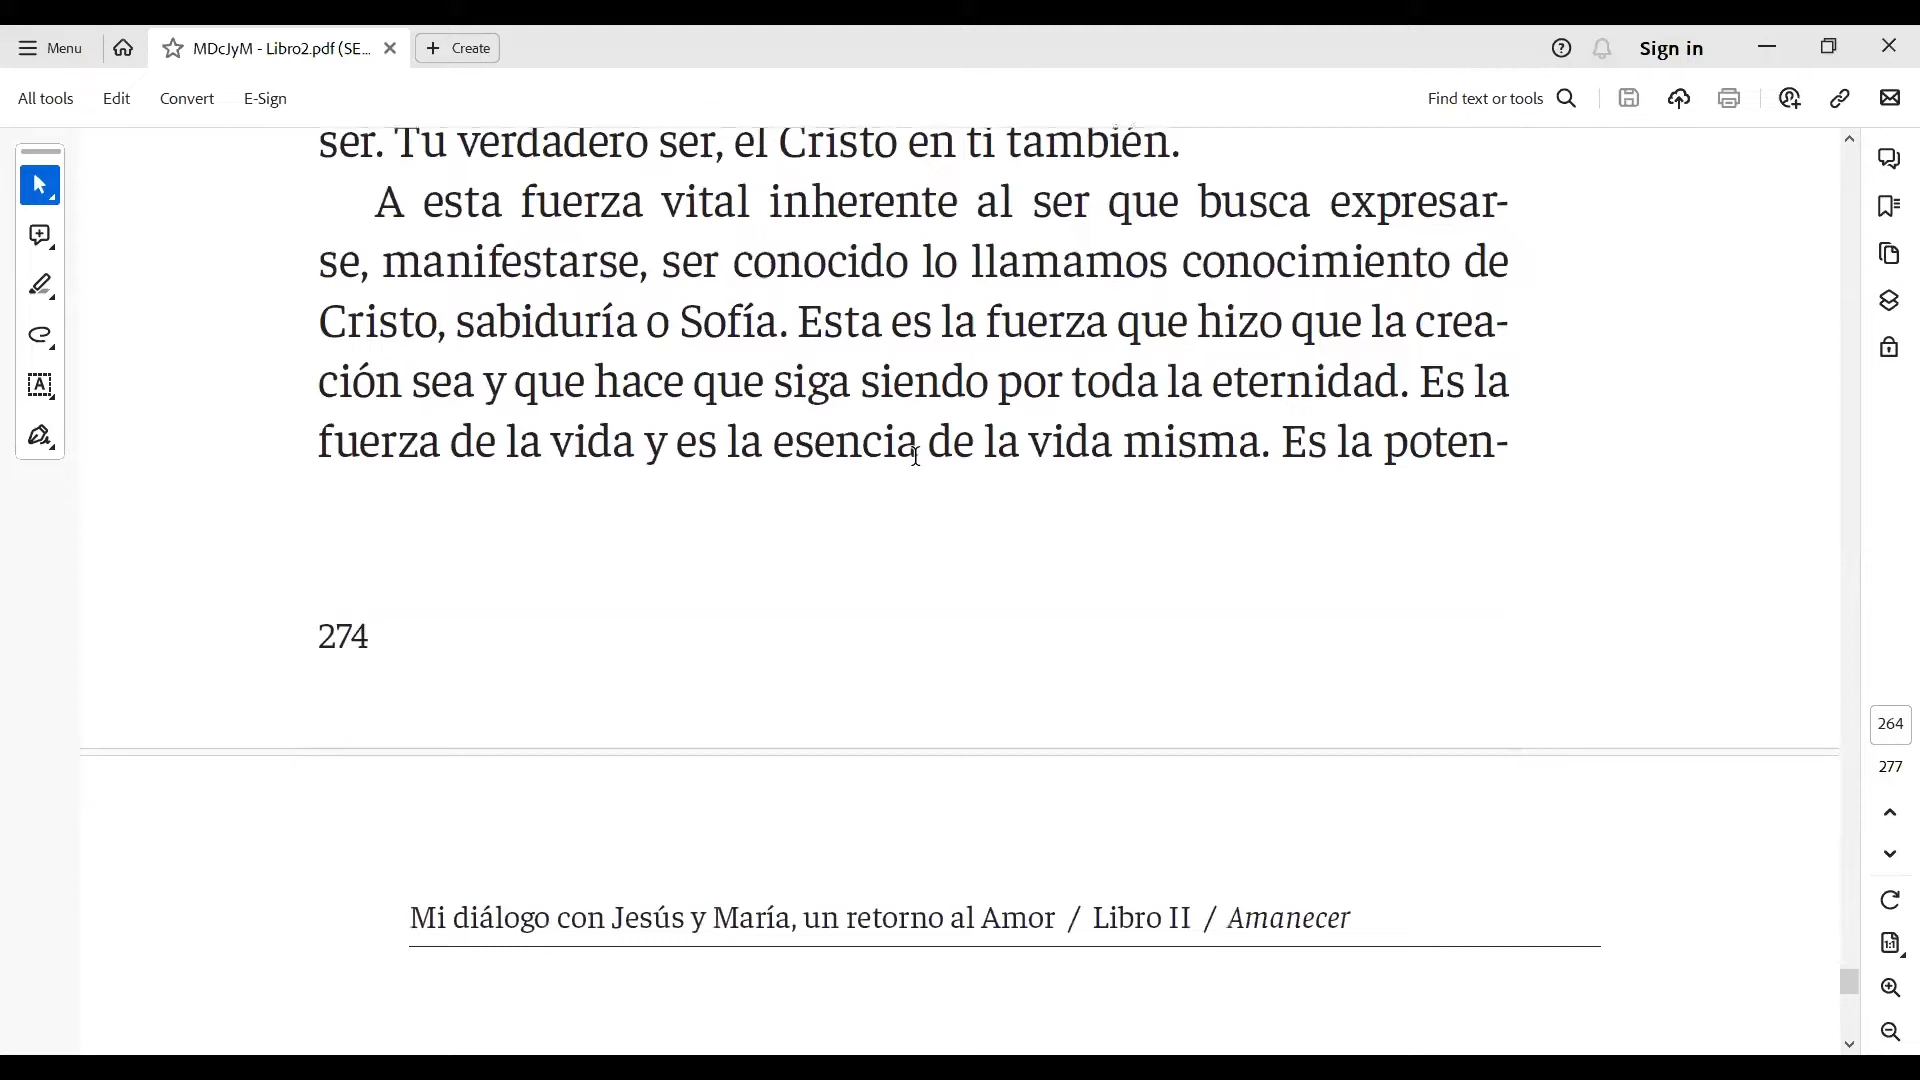 Menu
MDcJyM - Libro2.pdf (SE...
Create
Sign in
All tools
Edit
Convert
E-Sign
Find text or tools
ser. Tu verdadero ser, el Cristo en ti también.
A esta fuerza vital inherente al ser que busca expresar-
se, manifestarse, ser conocido lo llamamos conocimiento de
Cristo, sabiduría o Sofía. Esta es la fuerza que hizo que la crea-
ción sea y que hace que siga siendo por toda la eternidad. Es la
fuerza de la vida y es la esencia de la vida misma. Es la poten-
274
264
277
Mi diálogo con Jesús y María, un retorno al Amor / Libro II / Amanecer